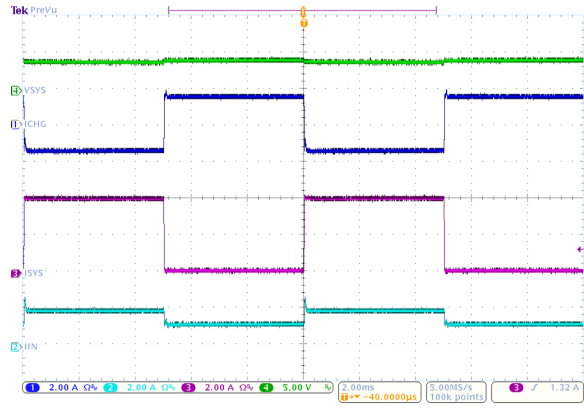 Tek PreVu
T
4 VSYS
1 ICHG
3 ISYS
2 IIN
1 2.00 A Ω 2 2.00 A Ω 3 2.00 A Ω 4 5.00 V
2.00ms
T -40.0000µs
5.00MS/s
100k points
3 1.32 A